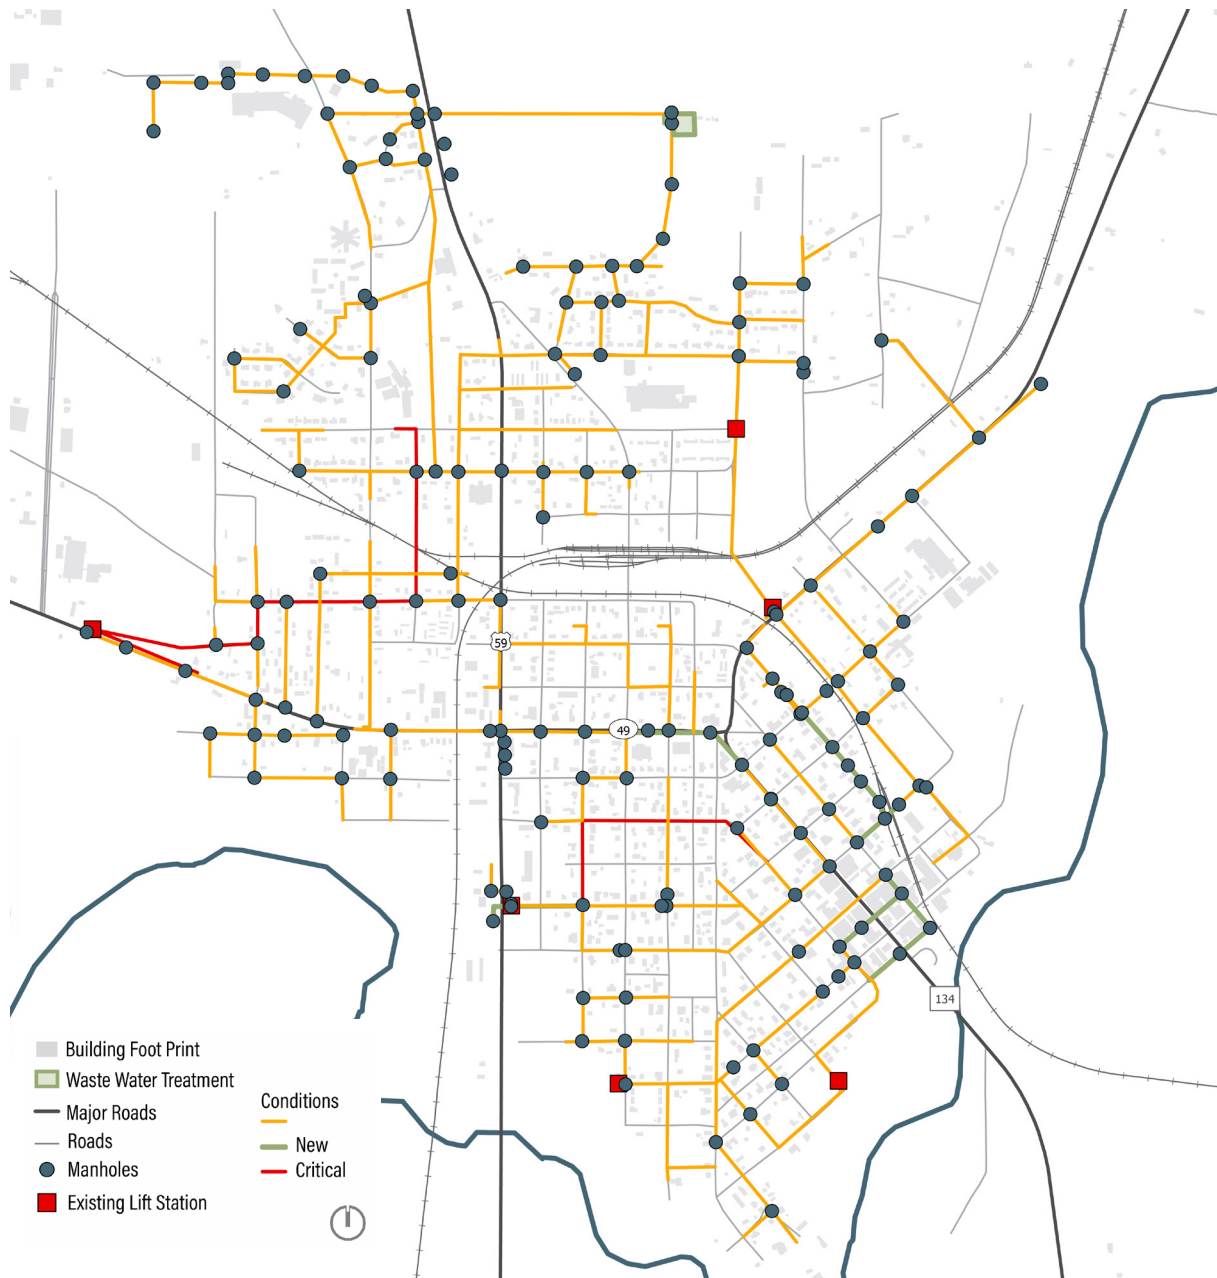 59
49
134
Building Foot Print
Waste Water Treatment
Major Roads
Roads
Manholes
Existing Lift Station
Conditions
New
Critical